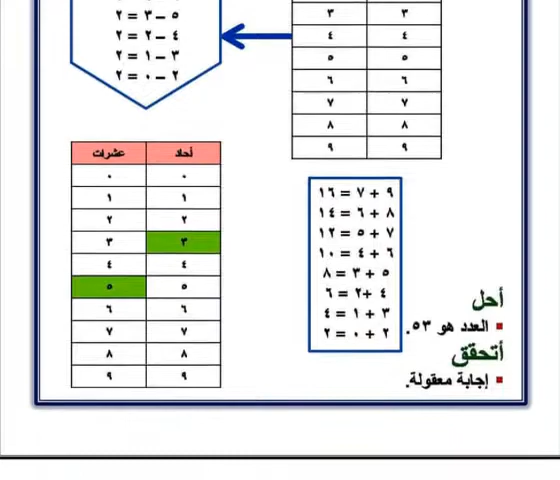 ٣ ٣
٤ ٤
٥ ٥
٦ ٦
٧ ٧
٨ ٨
٩ ٩
٥ – ٣ = ٢
٤ – ٢ = ٢
٣ – ١ = ٢
٢ – ٠ = ٢
٩ + ٧ = ١٦
٨ + ٦ = ١٤
٧ + ٥ = ١٢
٦ + ٤ = ١٠
٥ + ٣ = ٨
٤ +٢ = ٦
٣ + ١ = ٤
٢ + ٠ = ٢
أحاد عشرات
٠ ٠
١ ١
٢ ٢
٣ ٣
٤ ٤
٥ ٥
٦ ٦
٧ ٧
٨ ٨
٩ ٩
أحل
العدد هو ٥٣.
أتحقق
إجابة معقولة.